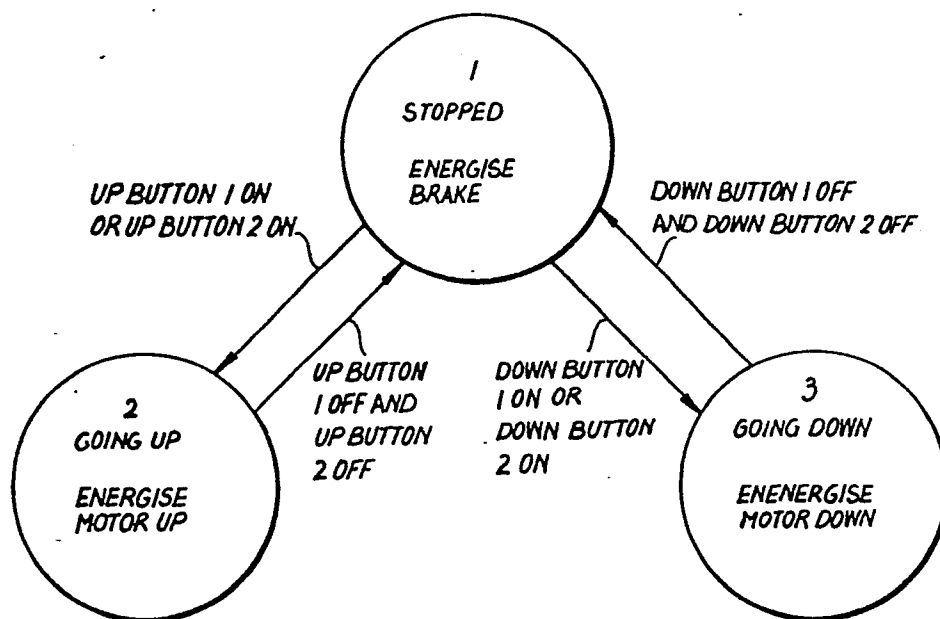 1
STOPPED
ENERGISE
BRAKE
UP BUTTON 1 ON
OR UP BUTTON 2 ON
DOWN BUTTON 1 OFF
AND DOWN BUTTON 2 OFF
UP BUTTON
1 OFF AND
UP BUTTON
2 OFF
DOWN BUTTON
1 ON OR
DOWN BUTTON
2 ON
2
GOING UP
ENERGISE
MOTOR UP
3
GOING DOWN
ENENERGISE
MOTOR DOWN